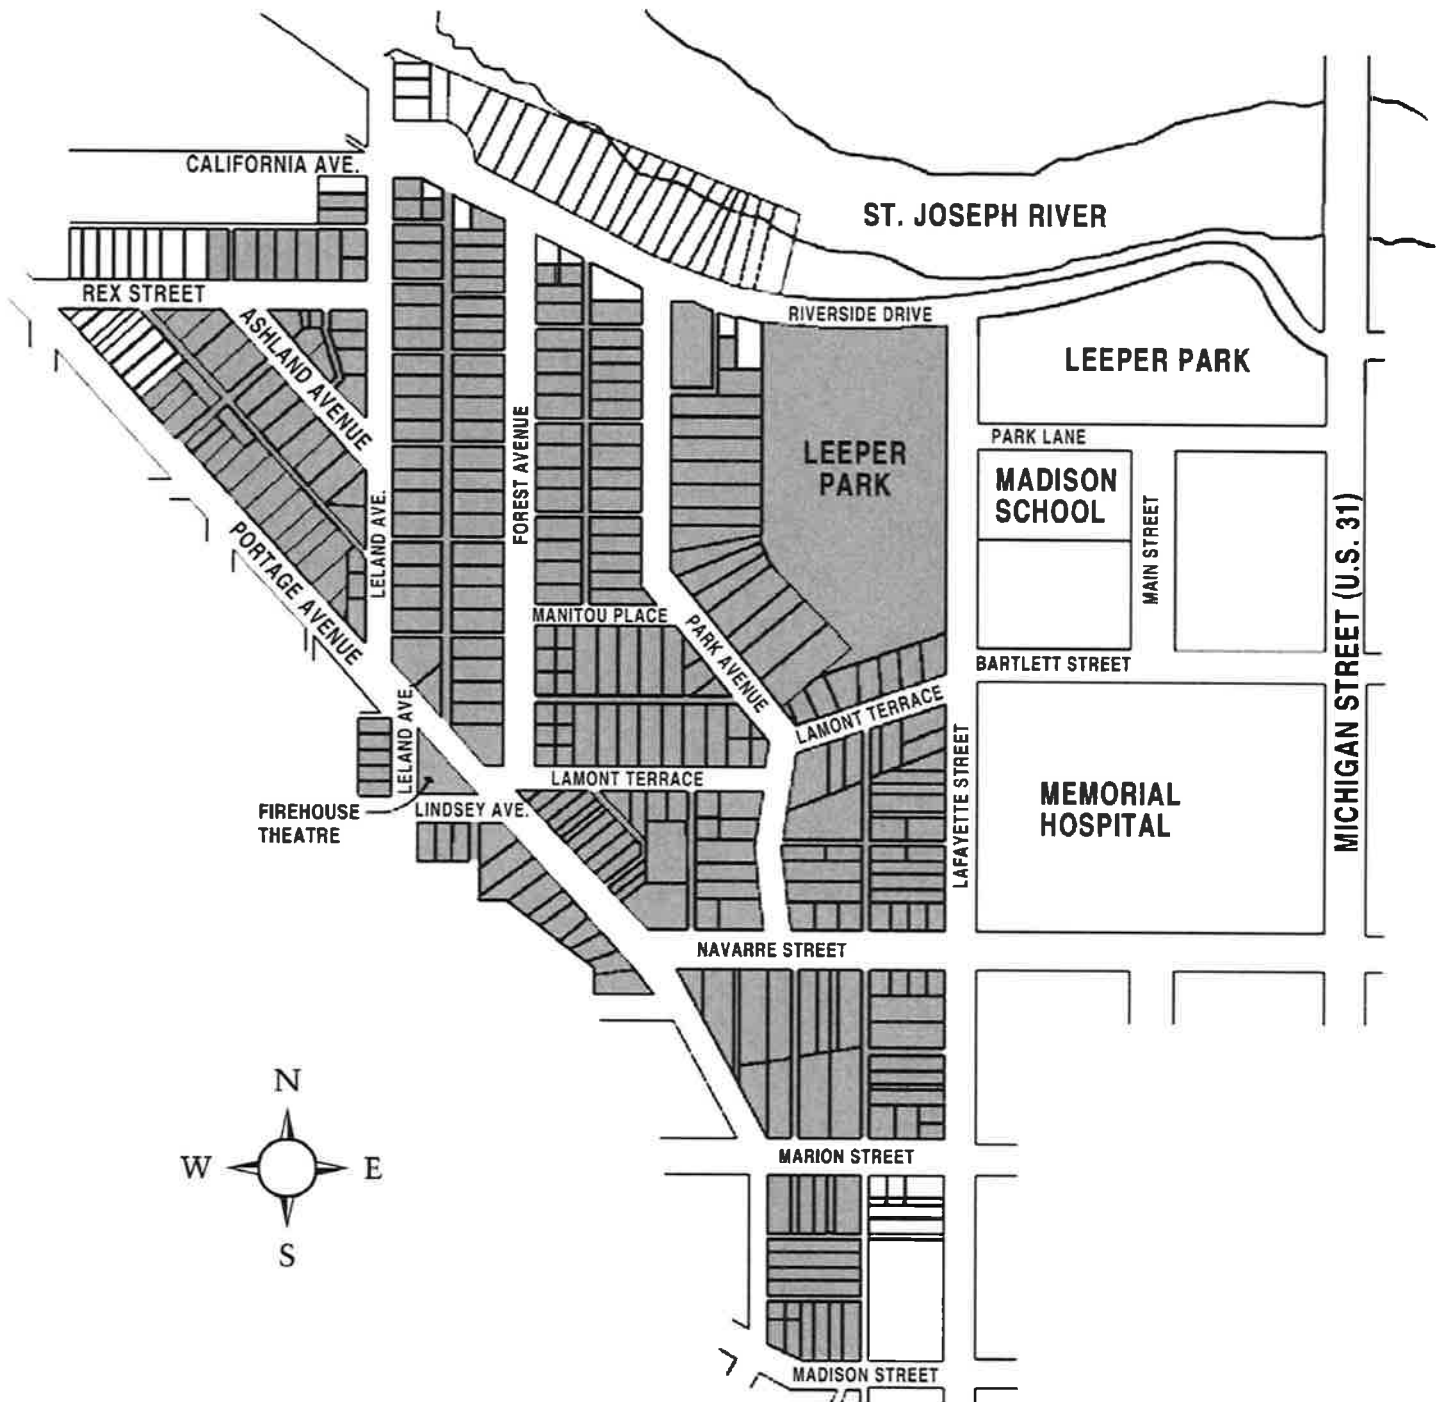 CALIFORNIA AVE.
ST. JOSEPH RIVER
REX STREET
RIVERSIDE DRIVE
ASHLAND AVENUE
LEEPER PARK
FOREST AVENUE
PARK LANE
LEEPER
PARK
MADISON
SCHOOL
LELAND AVE.
MAIN STREET
MICHIGAN STREET (U.S. 31)
PORTAGE AVENUE
MANITOU PLACE
PARK AVENUE
BARTLETT STREET
LELAND AVE.
LAMONT TERRACE
LAMONT TERRACE
LAFAYETTE STREET
FIREHOUSE
THEATRE
LINDSEY AVE.
MEMORIAL
HOSPITAL
NAVARRE STREET
N
W
E
S
MARION STREET
MADISON STREET